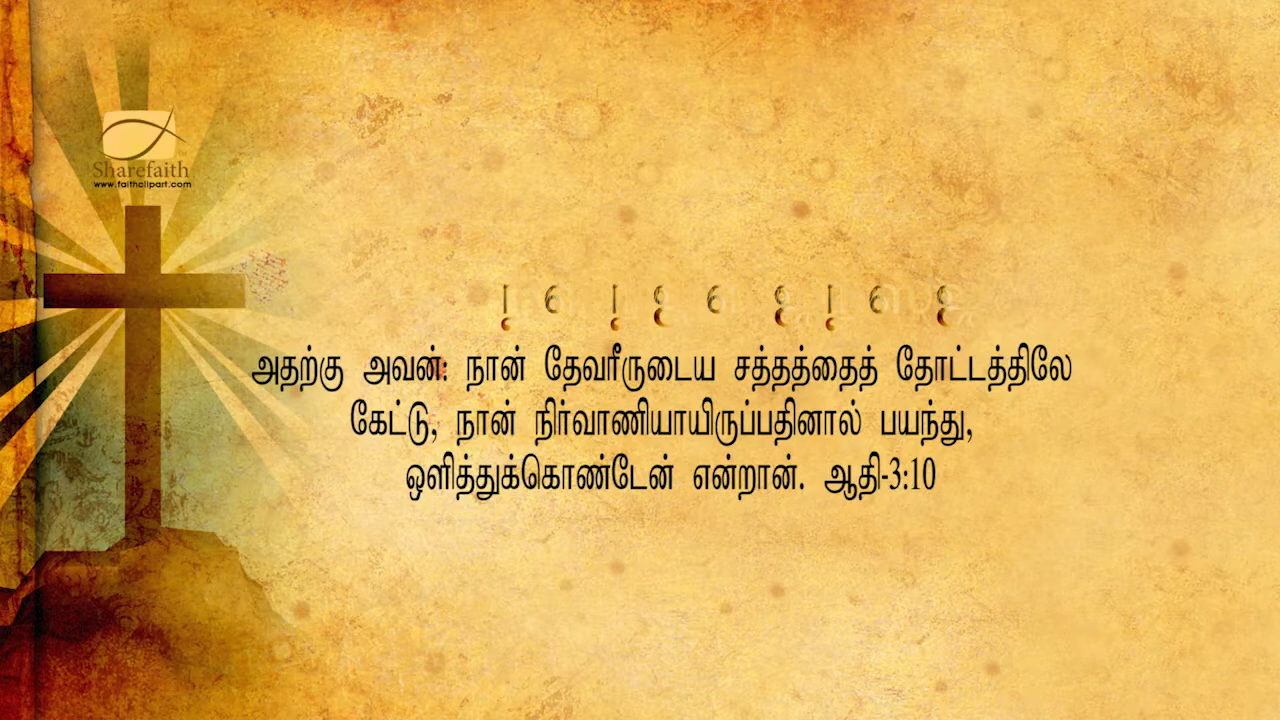 Sharefaith
www.faithclipart.com
அதற்கு அவன்: நான் தேவரீருடைய சத்தத்தைத் தோட்டத்திலே
கேட்டு, நான் நிர்வாணியாயிருப்பதினால் பயந்து,
ஒளித்துக்கொண்டேன் என்றான். ஆதி-3:10